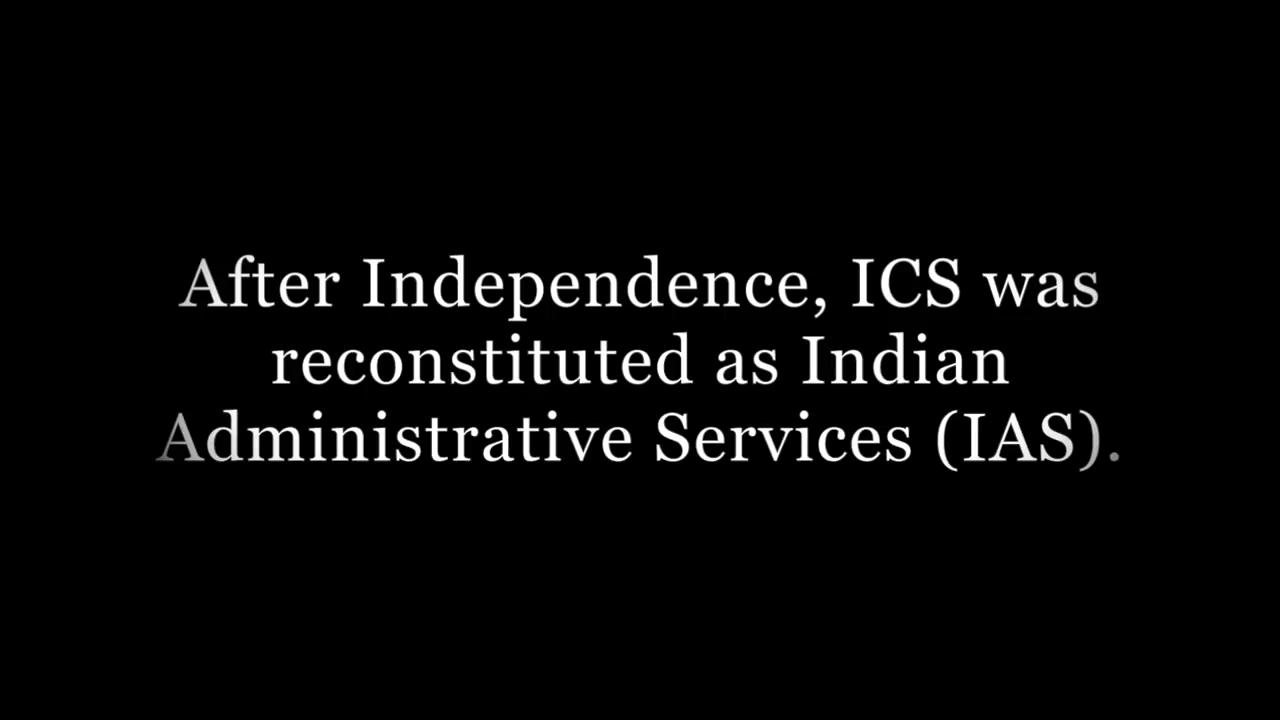 After Independence, ICS was
reconstituted as Indian
Administrative Services (IAS).